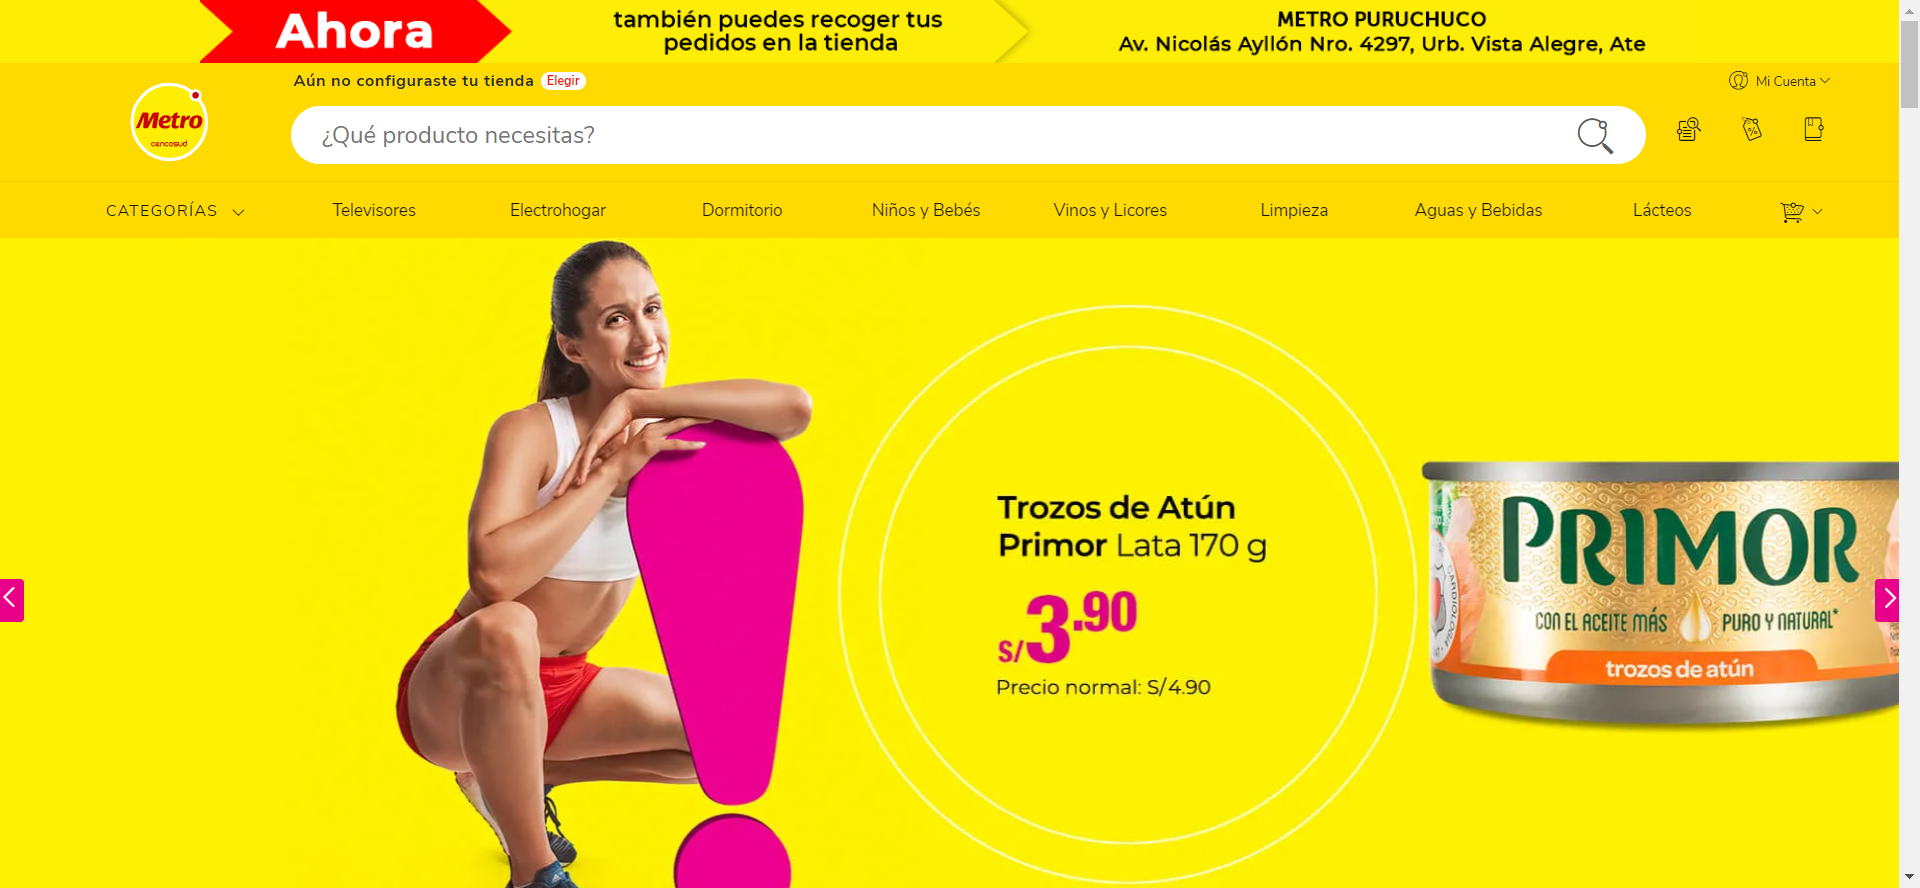 Ahora
también puedes recoger tus
pedidos en la tienda
METRO PURUCHUCO
Av. Nicolás Ayllón Nro. 4297, Urb. Vista Alegre, Ate
Aún no configuraste tu tienda Elegir
Mi Cuenta
Metro
cencosud
¿Qué producto necesitas?
CATEGORÍAS
Televisores
Electrohogar
Dormitorio
Niños y Bebés
Vinos y Licores
Limpieza
Aguas y Bebidas
Lácteos
Trozos de Atún
Primor Lata 170 g
S/3.90
Precio normal: S/4.90
PRIMOR
CON EL ACEITE MÁS PURO Y NATURAL*
trozos de atún